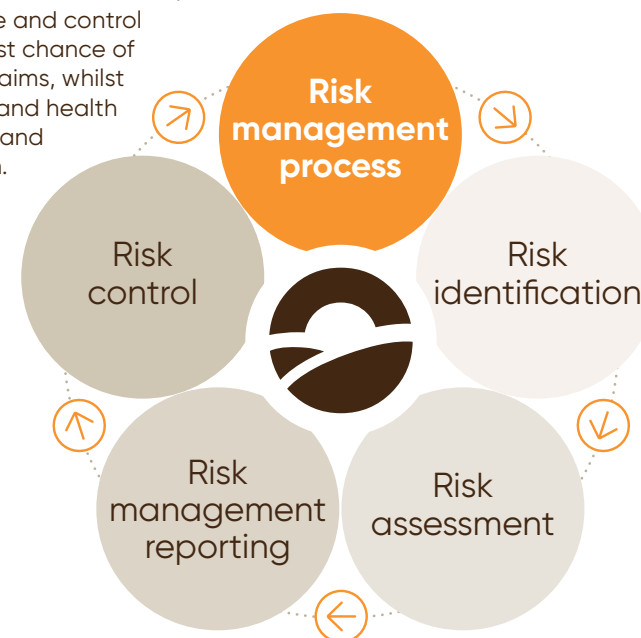 e and control
st chance of
aims, whilst
and health
and
Risk
management
process
Risk
identification
Risk
assessment
Risk
management
reporting
Risk
control